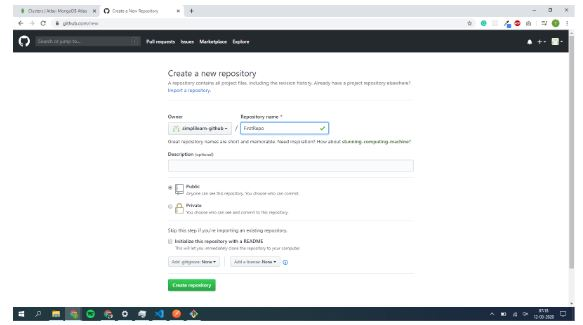 Clusters | Atlas: MongoDB Atlas
Create a New Repository
github.com/new
Search or jump to...
Pull requests Issues Marketplace Explore
Create a new repository
A repository contains all project files, including the revision history. Already have a project repository elsewhere?
Import a repository.
Owner
Repository name *
simplilearn-github
/
FirstRepo
Great repository names are short and memorable. Need inspiration? How about stunning-computing-machine?
Description (optional)
Public
Anyone can see this repository. You choose who can commit.
Private
You choose who can see and commit to this repository.
Skip this step if you're importing an existing repository.
Initialize this repository with a README
This will let you immediately clone the repository to your computer.
Add .gitignore: None
Add a license: None
Create repository